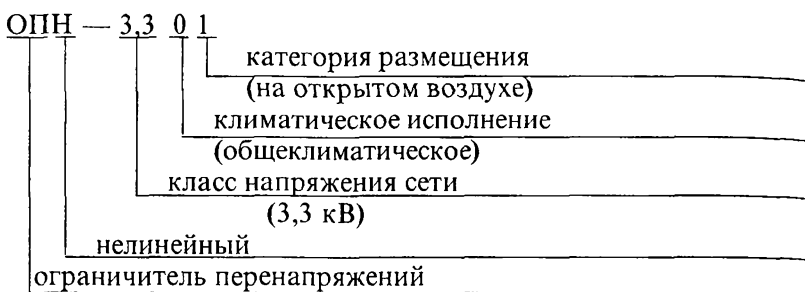 ОПН — 3,3 0 1
категория размещения
(на открытом воздухе)
климатическое исполнение
(общеклиматическое)
класс напряжения сети
(3,3 кВ)
нелинейный
ограничитель перенапряжений